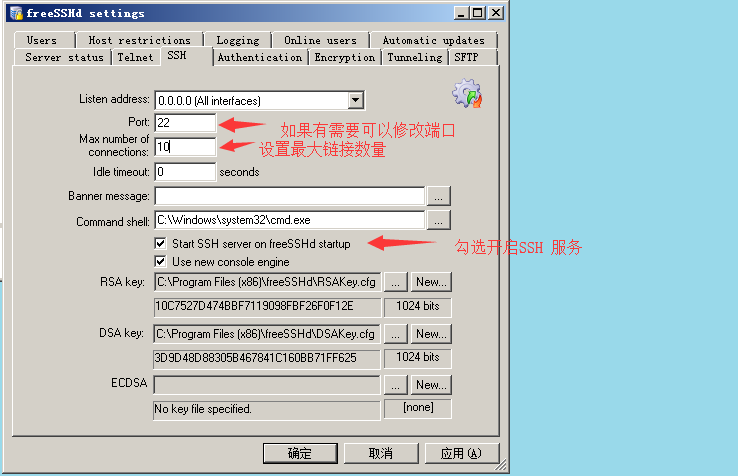 freeSSHd settings
Users Host restrictions Logging Online users Automatic updates
Server status Telnet SSH Authentication Encryption Tunneling SFTP
Listen address: 0.0.0.0 (All interfaces)
Port: 22 如果有需要可以修改端口
Max number of
connections: 10 设置最大链接数量
Idle timeout: 0 seconds
Banner message: ...
Command shell: C:\Windows\system32\cmd.exe ...
Start SSH server on freeSSHd startup 勾选开启SSH 服务
Use new console engine
RSA key: C:\Program Files (x86)\freeSSHd\RSAKey.cfg ... New...
10C7527D474BBF7119098FBF26F0F12E 1024 bits
DSA key: C:\Program Files (x86)\freeSSHd\DSAKey.cfg ... New...
3D9D48D88305B467841C160BB71FF625 1024 bits
ECDSA ... New...
No key file specified. [none]
确定 取消 应用(A)